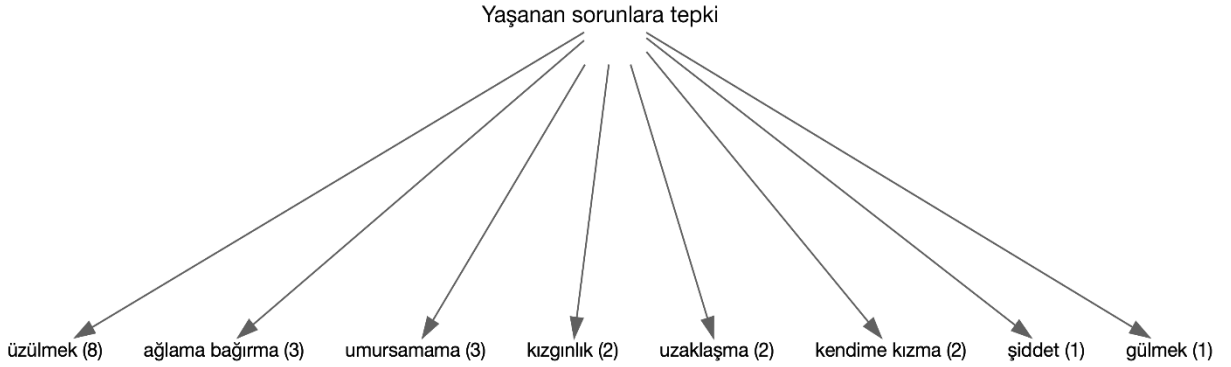 Yaşanan sorunlara tepki
üzülmek (8) ağlama bağırma (3) umursamama (3) kızgınlık (2) uzaklaşma (2) kendime kızma (2) şiddet (1) gülmek (1)